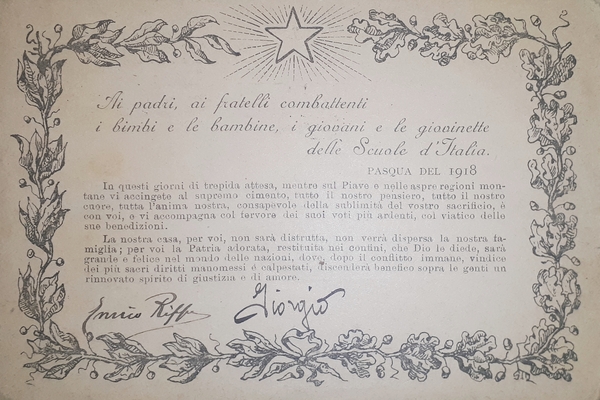 Ai padri, ai fratelli combattenti
i bimbi e le bambine, i giovani e le giovinette
delle Scuole d'Italia.
PASQUA DEL 1918
In questi giorni di trepida attesa, mentre sul Piave e nelle aspre regioni mon-
tane vi accingete al supremo cimento, tutto il nostro pensiero, tutto il nostro
cuore, tutta l'anima nostra, consapevole della sublimità del vostro sacrificio, è
con voi, e vi accompagna col fervore dei suoi voti più ardenti, col viatico delle
sue benedizioni.
La nostra casa, per voi, non sarà distrutta, non verrà dispersa la nostra fa-
miglia; per voi la Patria adorata, restituita nei confini, che Dio le diede, sarà
grande e felice nel mondo delle nazioni, dove, dopo il conflitto immane, vindice
dei più sacri diritti manomessi e calpestati, discenderà benefico sopra le genti un
rinnovato spirito di giustizia e di amore.
Enrico Giorgio